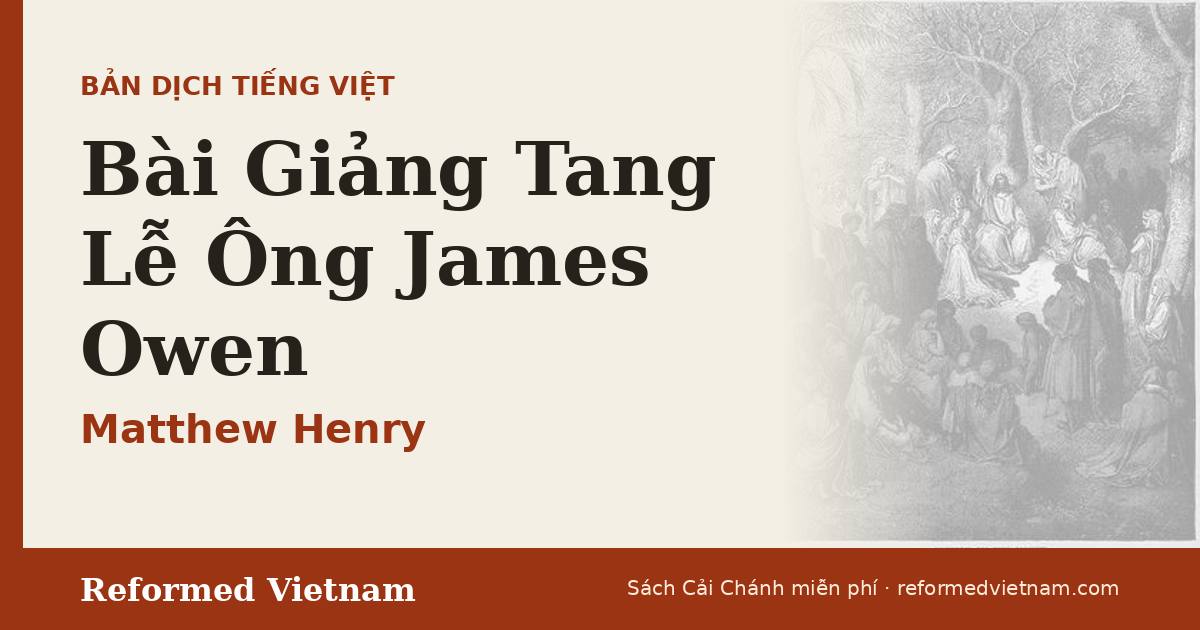 BẢN DỊCH TIẾNG VIỆT
Bài Giảng Tang
Lễ Ông James
Owen
Matthew Henry
Reformed Vietnam
Sách Cải Chánh miễn phí · reformedvietnam.com